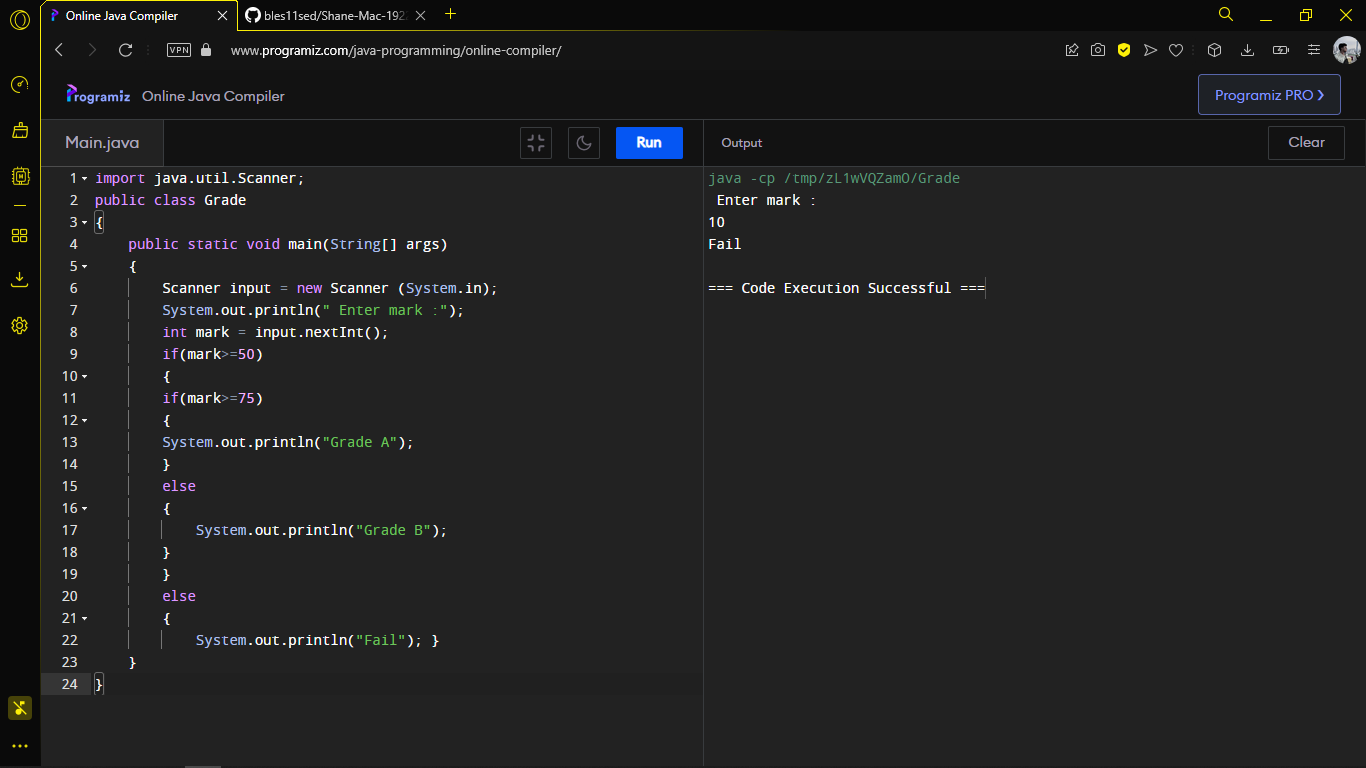 Online Java Compiler
bles11sed/Shane-Mac-192
VPN
www.programiz.com/java-programming/online-compiler/
Programiz Online Java Compiler
Programiz PRO ❯
Main.java
Run
Output
Clear
1 import java.util.Scanner;
2 public class Grade
3 {
4 public static void main(String[] args)
5 {
6 Scanner input = new Scanner (System.in);
7 System.out.println(" Enter mark :");
8 int mark = input.nextInt();
9 if(mark>=50)
10 {
11 if(mark>=75)
12 {
13 System.out.println("Grade A");
14 }
15 else
16 {
17 System.out.println("Grade B");
18 }
19 }
20 else
21 {
22 System.out.println("Fail"); }
23 }
24 }
java -cp /tmp/zL1wVQZamO/Grade
Enter mark :
10
Fail
=== Code Execution Successful ===